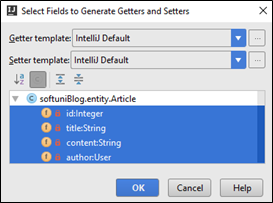 Select Fields to Generate Getters and Setters
Getter template: IntelliJ Default
...
Setter template: IntelliJ Default
...
softuniBlog.entity.Article
id:Integer
title:String
content:String
author:User
OK
Cancel
Help